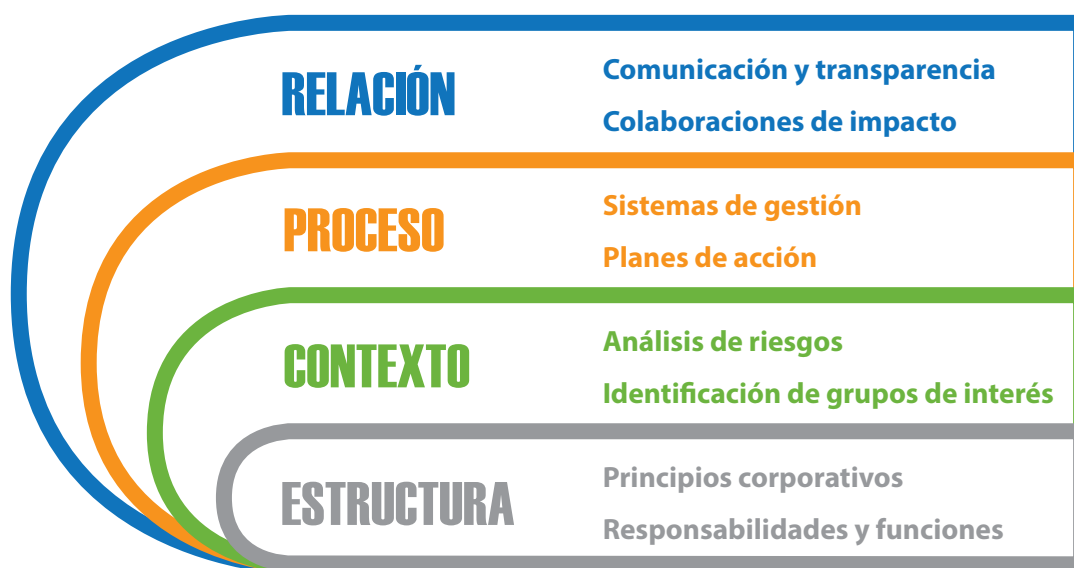 RELACIÓN
Comunicación y transparencia
Colaboraciones de impacto
PROCESO
Sistemas de gestión
Planes de acción
CONTEXTO
Análisis de riesgos
Identificación de grupos de interés
ESTRUCTURA
Principios corporativos
Responsabilidades y funciones